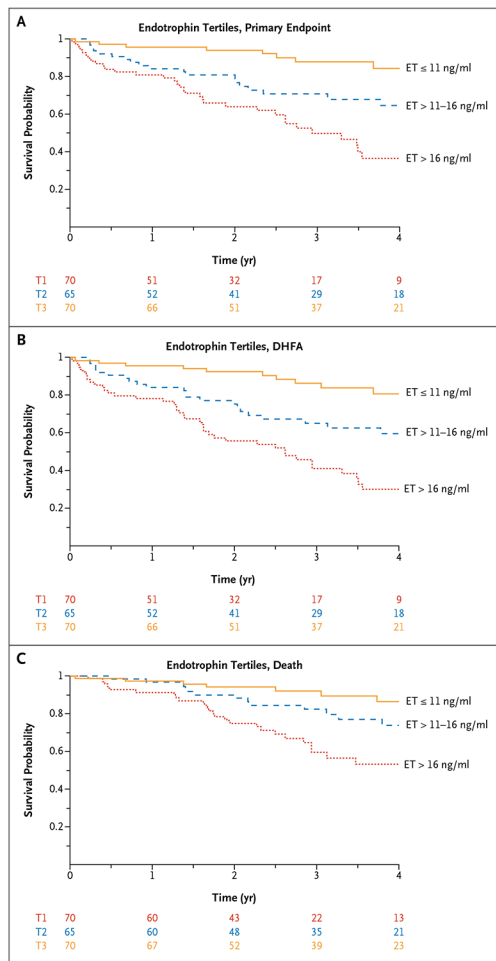 A
Endotrophin Tertiles, Primary Endpoint
1
0.8
0.6
0.4
0.2
Survival Probability
ET ≤ 11 ng/ml
ET > 11–16 ng/ml
ET > 16 ng/ml
0 1 2 3 4
Time (yr)
T1 70 51 32 17 9
T2 65 52 41 29 18
T3 70 66 51 37 21
B
Endotrophin Tertiles, DHFA
1
0.8
0.6
0.4
0.2
Survival Probability
ET ≤ 11 ng/ml
ET > 11–16 ng/ml
ET > 16 ng/ml
0 1 2 3 4
Time (yr)
T1 70 51 32 17 9
T2 65 52 41 29 18
T3 70 66 51 37 21
C
Endotrophin Tertiles, Death
1
0.8
0.6
0.4
0.2
Survival Probability
ET ≤ 11 ng/ml
ET > 11–16 ng/ml
ET > 16 ng/ml
0 1 2 3 4
Time (yr)
T1 70 60 43 22 13
T2 65 60 48 35 21
T3 70 67 52 39 23